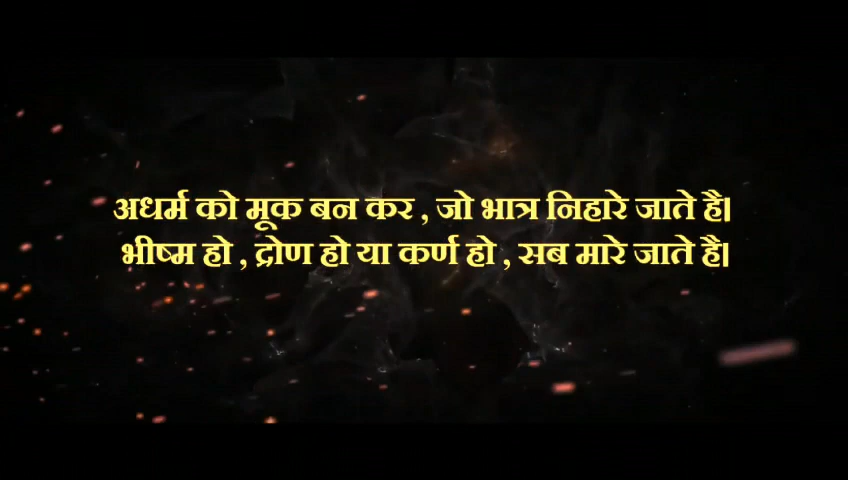 अधर्म को मूक बन कर , जो भात्र निहारे जाते है।
भीष्म हो , द्रोण हो या कर्ण हो , सब मारे जाते है।